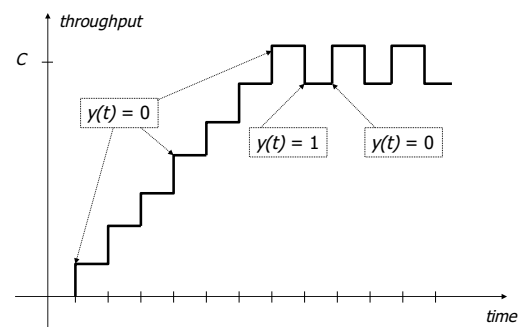 throughput
C
y(t) = 0
y(t) = 1
y(t) = 0
time